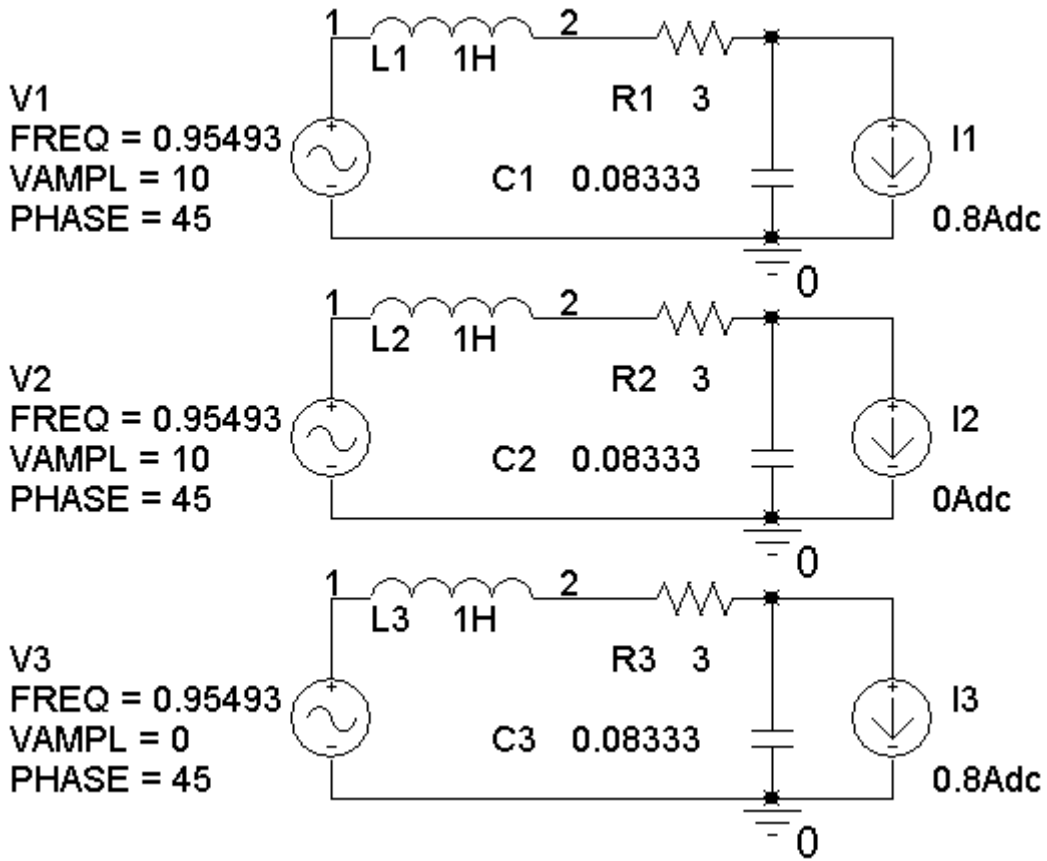 1 2
L1 1H
R1 3
V1
FREQ = 0.95493
VAMPL = 10
PHASE = 45
C1 0.08333
I1
0.8Adc
0
1 2
L2 1H
R2 3
V2
FREQ = 0.95493
VAMPL = 10
PHASE = 45
C2 0.08333
I2
0Adc
0
1 2
L3 1H
R3 3
V3
FREQ = 0.95493
VAMPL = 0
PHASE = 45
C3 0.08333
I3
0.8Adc
0